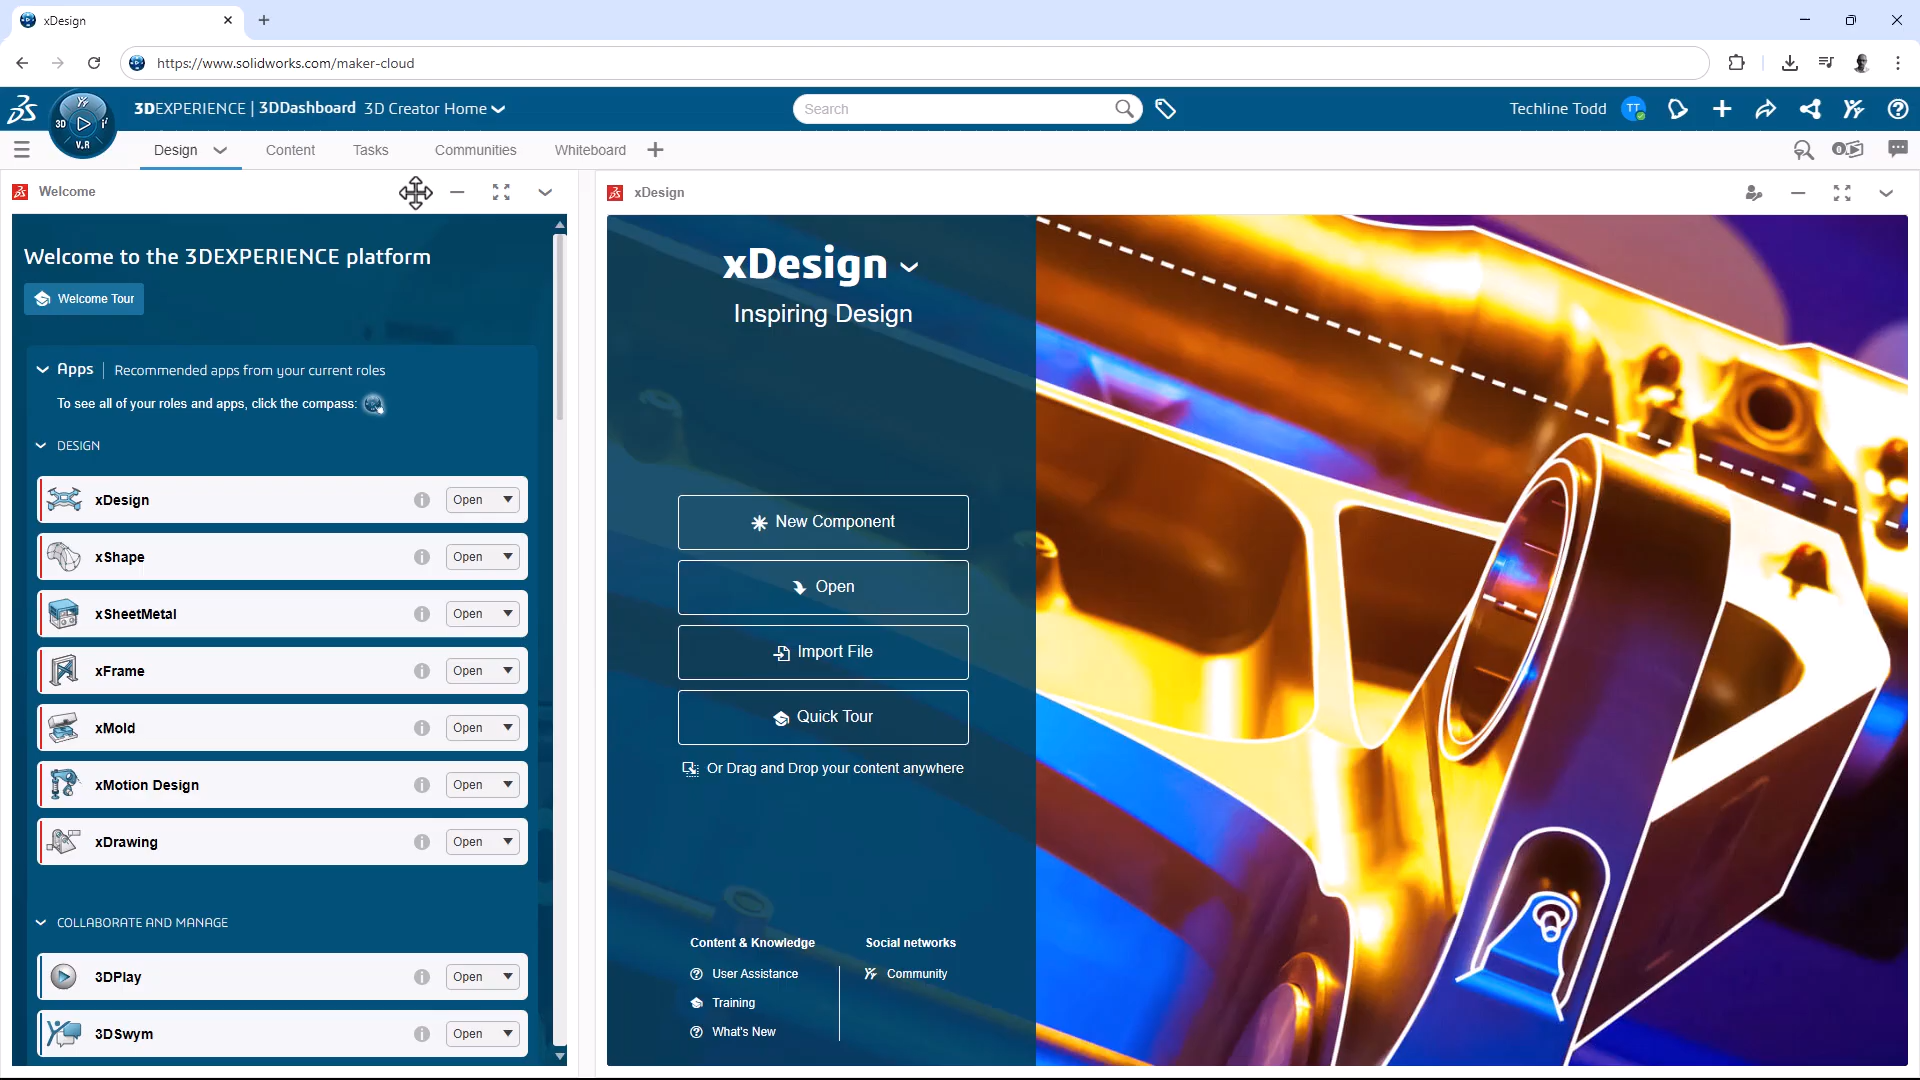 xDesign
https://www.solidworks.com/maker-cloud
3D
i²
V.R
3DEXPERIENCE | 3DDashboard 3D Creator Home
Search
Techline Todd
TT
Design
Content
Tasks
Communities
Whiteboard
0
Welcome
Welcome to the 3DEXPERIENCE platform
Welcome Tour
Apps | Recommended apps from your current roles
To see all of your roles and apps, click the compass:
DESIGN
xDesign Open
xShape Open
xSheetMetal Open
xFrame Open
xMold Open
xMotion Design Open
xDrawing Open
COLLABORATE AND MANAGE
3DPlay Open
3DSwym Open
xDesign
xDesign
Inspiring Design
New Component
Open
Import File
Quick Tour
Or Drag and Drop your content anywhere
Content & Knowledge
User Assistance
Training
What's New
Social networks
Community